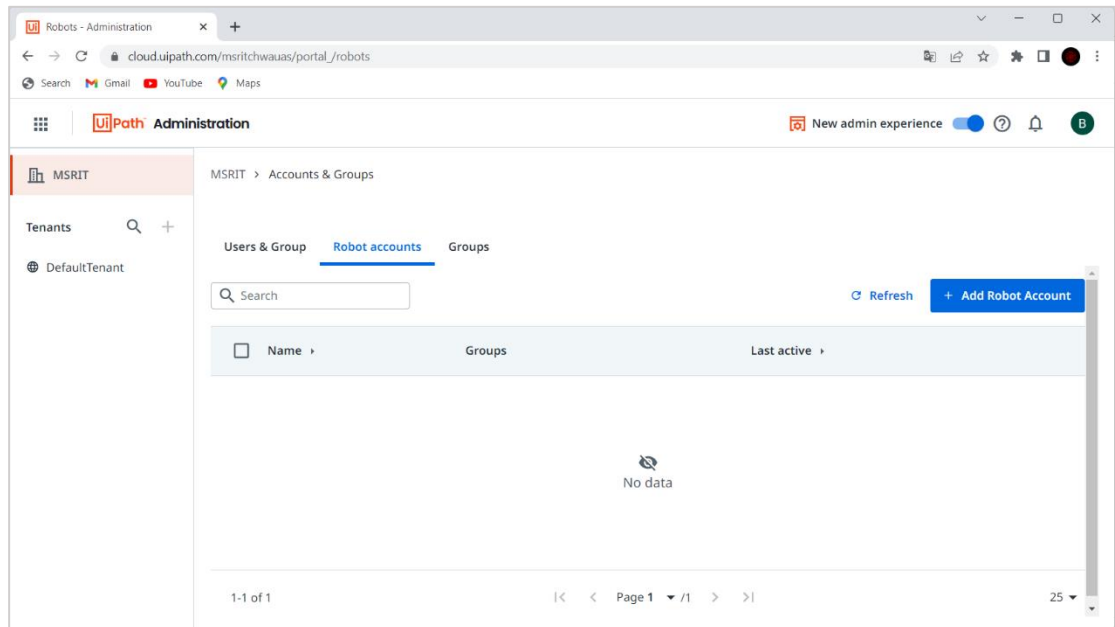 Ui Robots - Administration
cloud.uipath.com/msritchwauas/portal_/robots
Search Gmail YouTube Maps
UiPath Administration New admin experience B
MSRIT MSRIT > Accounts & Groups
Tenants
Users & Group Robot accounts Groups
DefaultTenant
Search Refresh + Add Robot Account
Name Groups Last active
No data
1-1 of 1 Page 1 /1 25